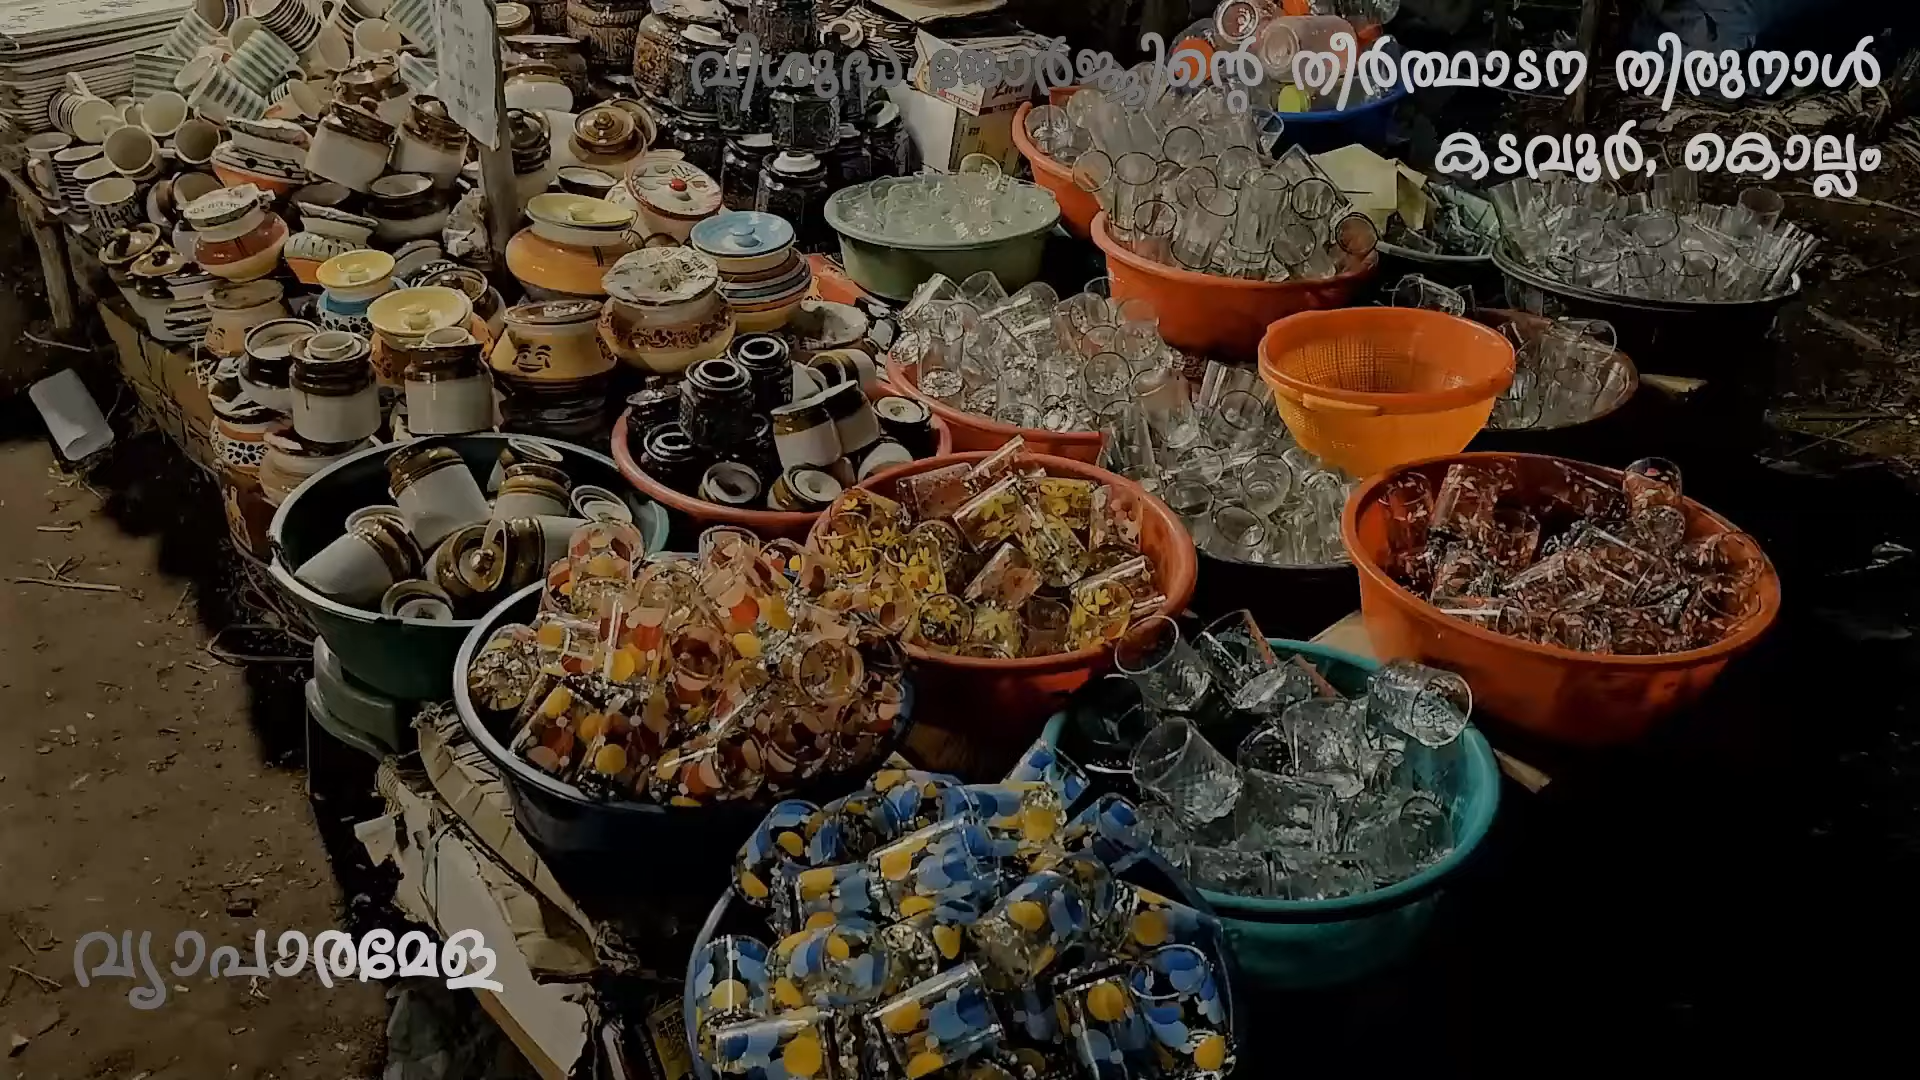 വിശുദ്ധ ജോർജ്ജിന്റെ തീർത്ഥാടന തിരുനാൾ
കടവൂർ, കൊല്ലം
വ്യാപാരമേള